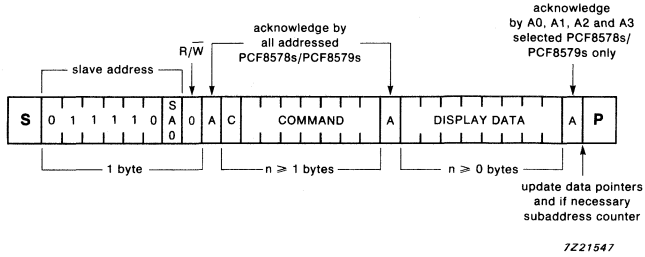 acknowledge
by A0, A1, A2 and A3
selected PCF8578s/
PCF8579s only
acknowledge by
all addressed
PCF8578s/PCF8579s
R/W̅
slave address
S 0 1 1 1 1 0 SA0 0 A C COMMAND A DISPLAY DATA A P
1 byte n ⩾ 1 bytes n ⩾ 0 bytes
update data pointers
and if necessary
subaddress counter
7Z21547